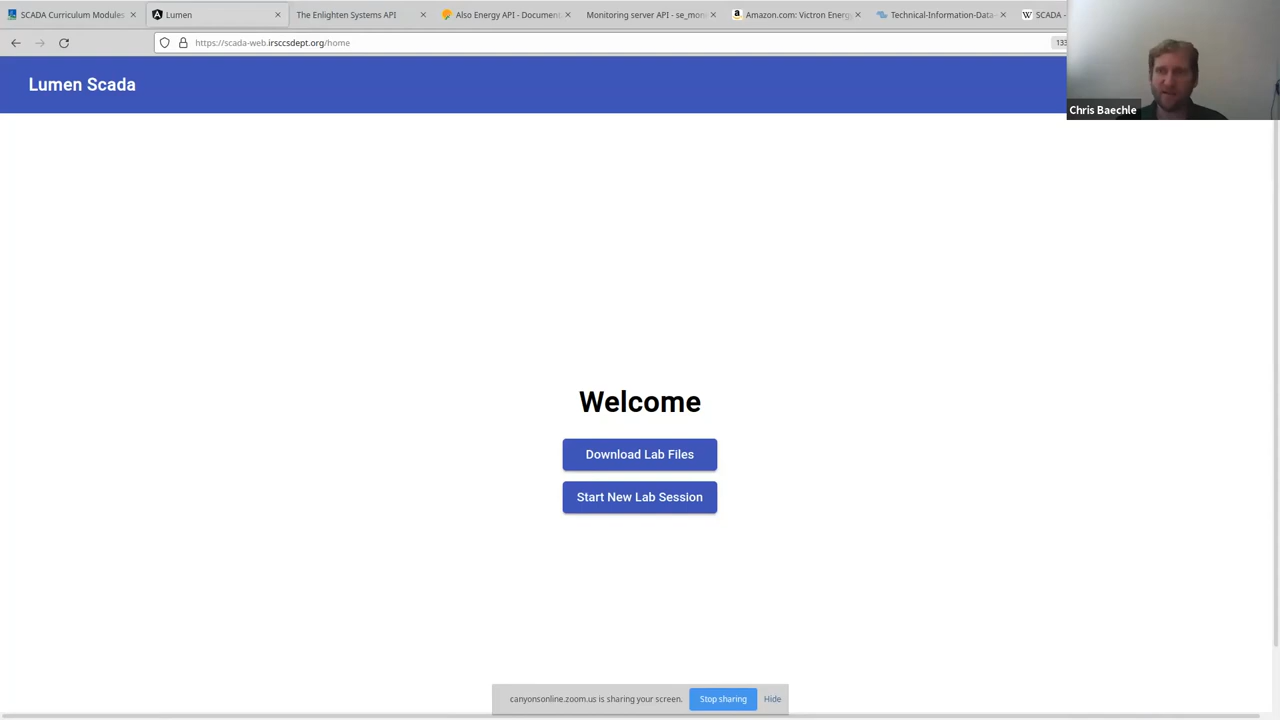 SCADA Curriculum Modules
Lumen
The Enlighten Systems API
Also Energy API - Document
Monitoring server API - se_mon
Amazon.com: Victron Energ
Technical-Information-Data-
SCADA -
https://scada-web.irsccsdept.org/home
133
Lumen Scada
Chris Baechle
Welcome
Download Lab Files
Start New Lab Session
canyonsonline.zoom.us is sharing your screen.
Stop sharing
Hide